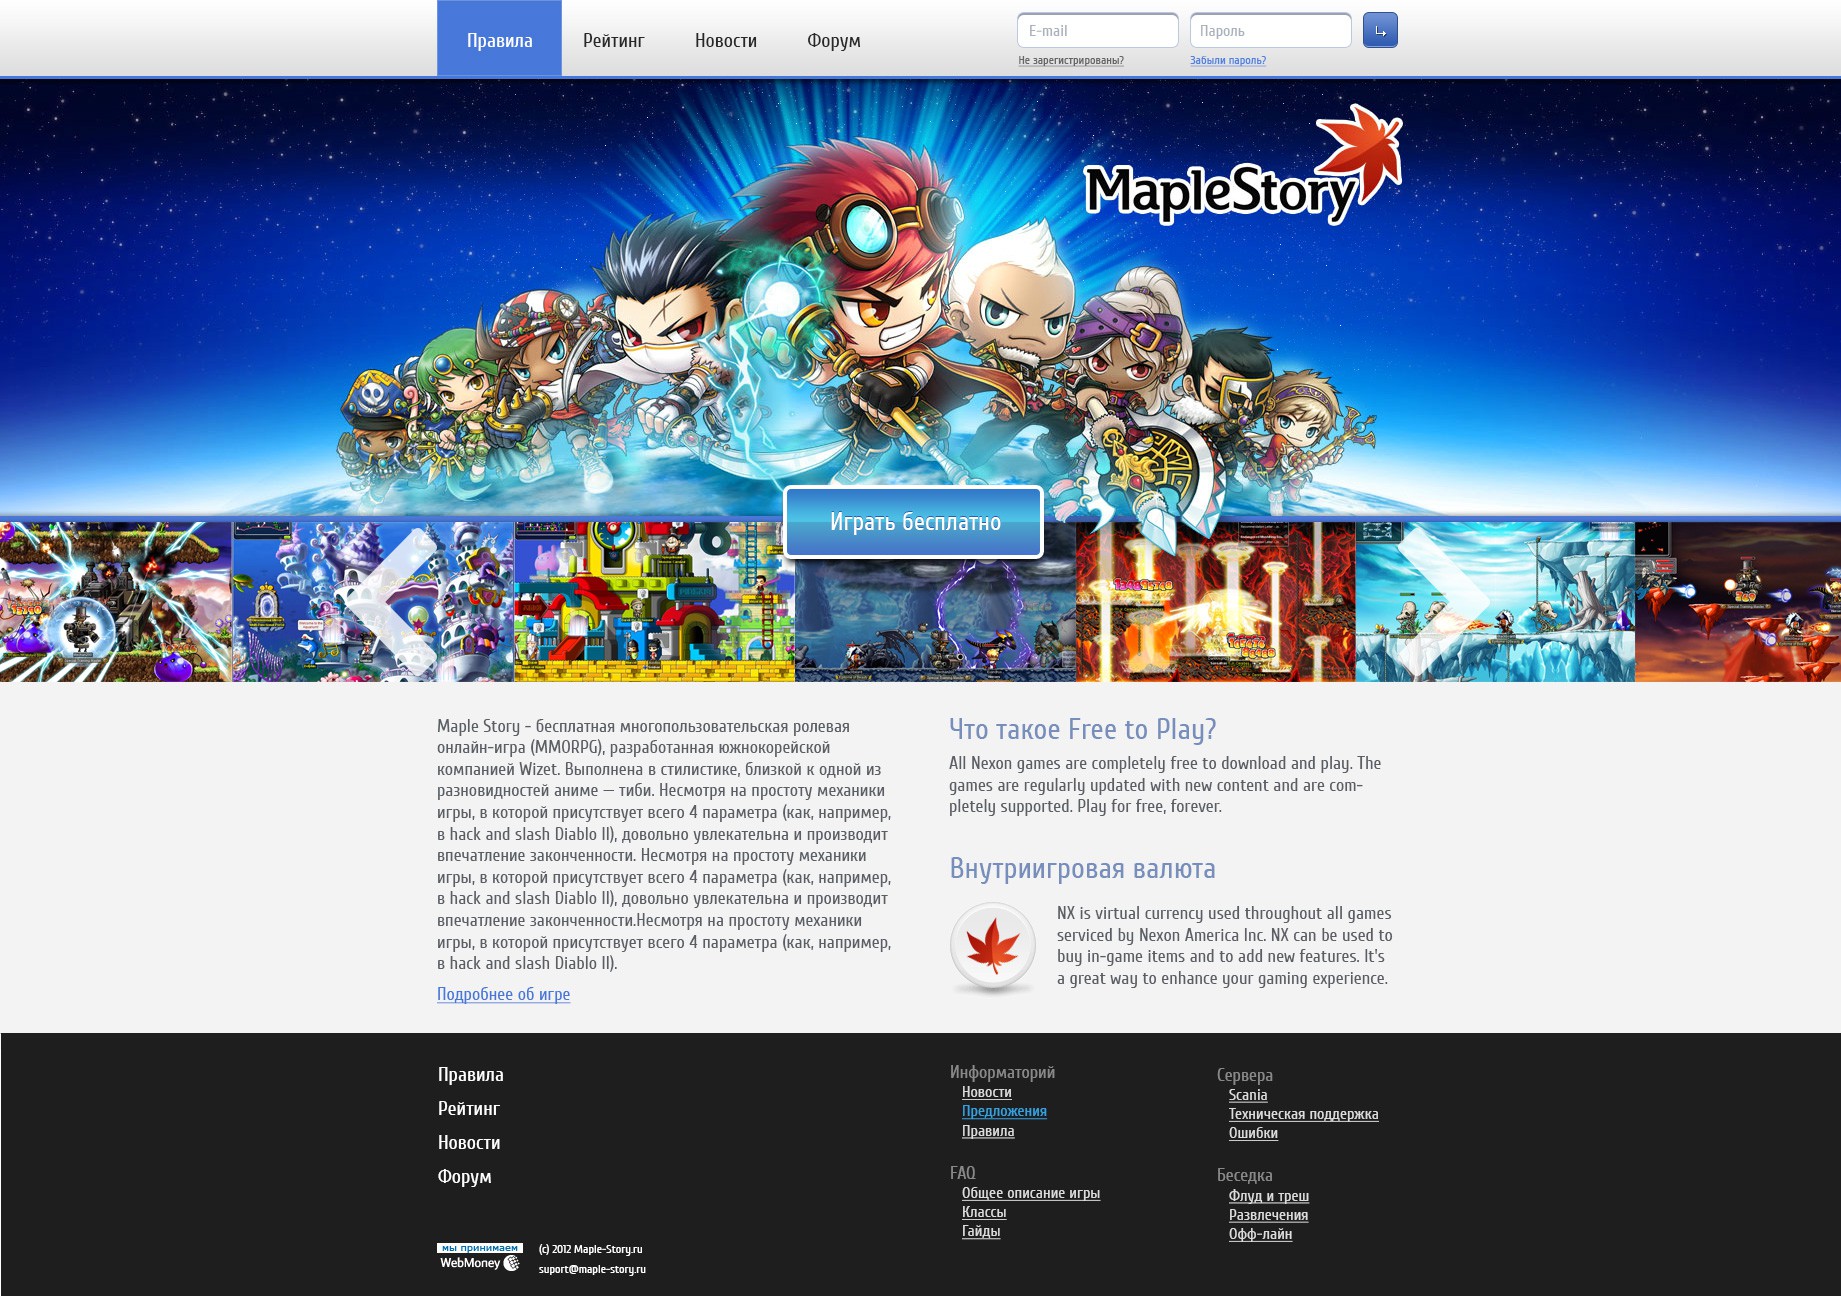 Правила Рейтинг Новости Форум E-mail Пароль
Не зарегистрированы? Забыли пароль?
MapleStory
Играть бесплатно
Maple Story - бесплатная многопользовательская ролевая
онлайн-игра (MMORPG), разработанная южнокорейской
компанией Wizet. Выполнена в стилистике, близкой к одной из
разновидностей аниме — тиби. Несмотря на простоту механики
игры, в которой присутствует всего 4 параметра (как, например,
в hack and slash Diablo II), довольно увлекательна и производит
впечатление законченности. Несмотря на простоту механики
игры, в которой присутствует всего 4 параметра (как, например,
в hack and slash Diablo II), довольно увлекательна и производит
впечатление законченности.Несмотря на простоту механики
игры, в которой присутствует всего 4 параметра (как, например,
в hack and slash Diablo II).
Подробнее об игре
Что такое Free to Play?
All Nexon games are completely free to download and play. The
games are regularly updated with new content and are com-
pletely supported. Play for free, forever.
Внутриигровая валюта
NX is virtual currency used throughout all games
serviced by Nexon America Inc. NX can be used to
buy in-game items and to add new features. It's
a great way to enhance your gaming experience.
Правила
Рейтинг
Новости
Форум
мы принимаем
WebMoney
(c) 2012 Maple-Story.ru
suport@maple-story.ru
Информаторий
Новости
Предложения
Правила
FAQ
Общее описание игры
Классы
Гайды
Сервера
Scania
Техническая поддержка
Ошибки
Беседка
Флуд и треш
Развлечения
Офф-лайн